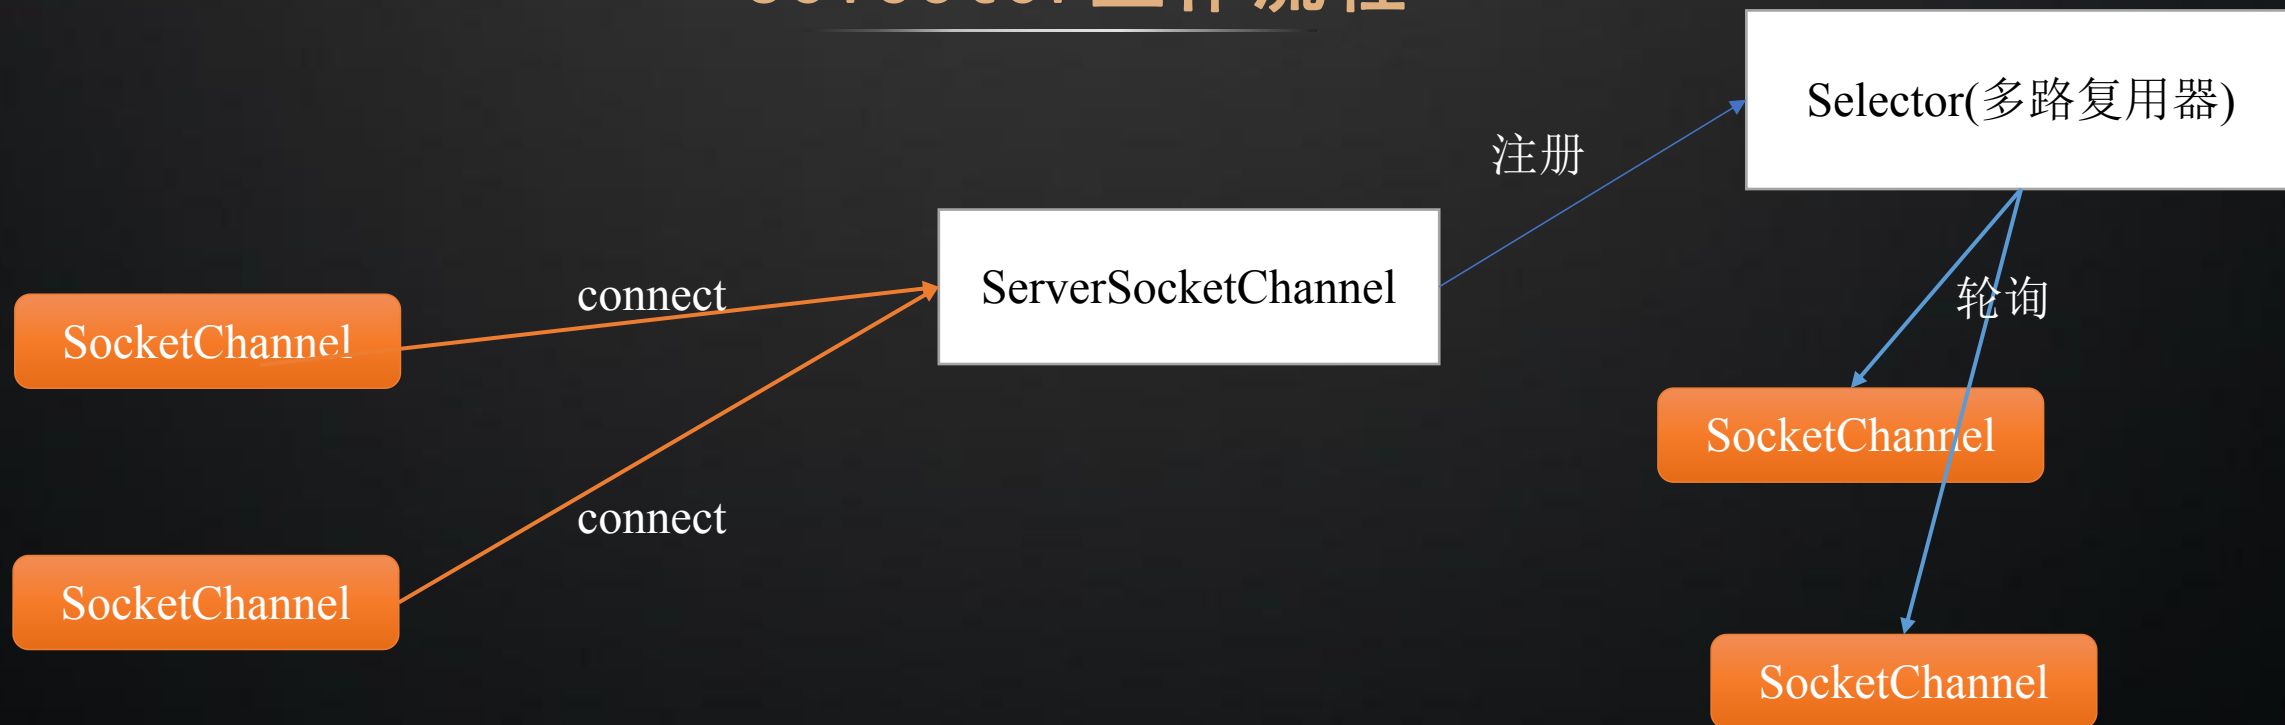 Selector(多路复用器)
注册
connect
ServerSocketChannel
轮询
SocketChannel
SocketChannel
connect
SocketChannel
SocketChannel